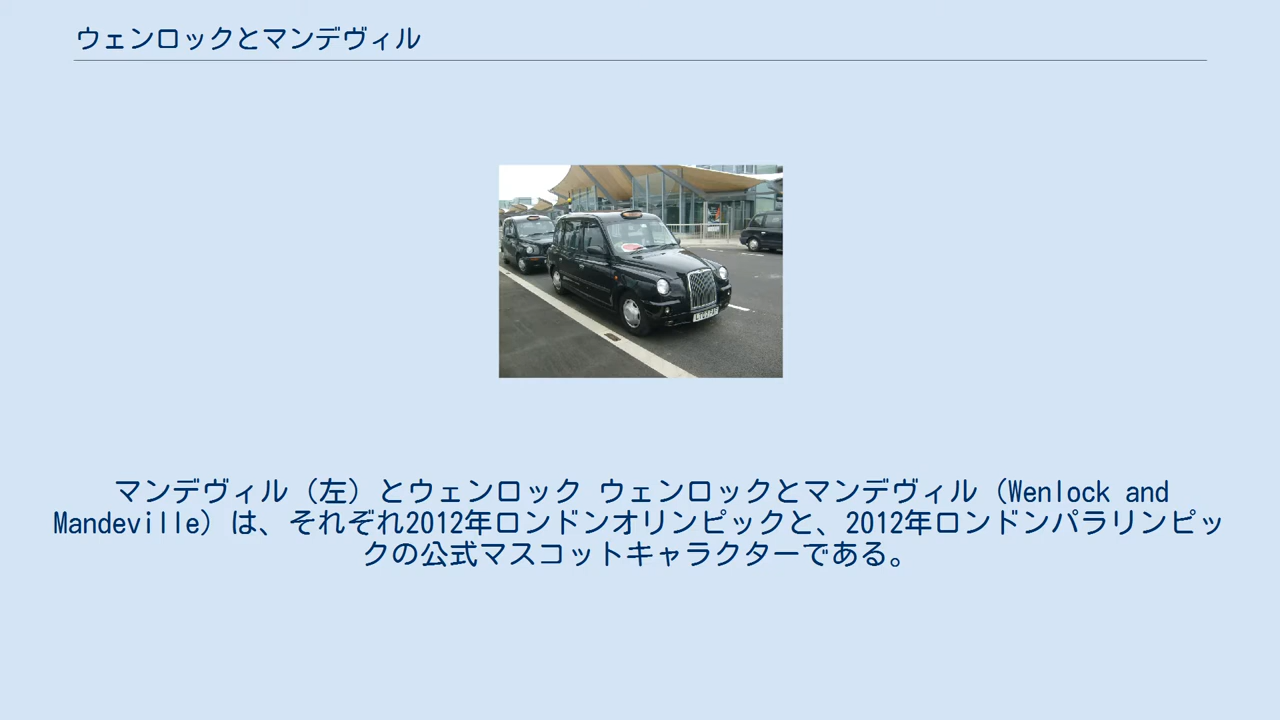 ウェンロックとマンデヴィル
マンデヴィル（左）とウェンロック ウェンロックとマンデヴィル（Wenlock and
Mandeville）は、それぞれ2012年ロンドンオリンピックと、2012年ロンドンパラリンピッ
クの公式マスコットキャラクターである。